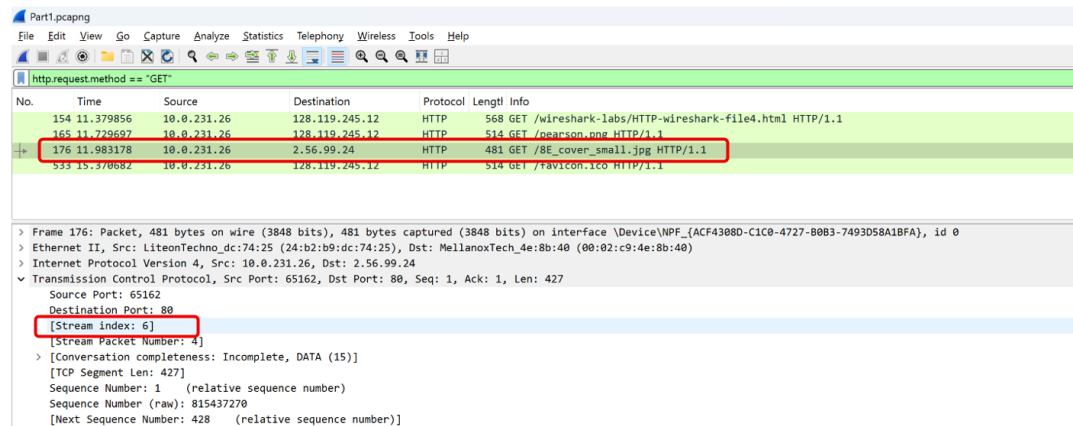 Part1.pcapng
File Edit View Go Capture Analyze Statistics Telephony Wireless Tools Help
http.request.method == "GET"
No. Time Source Destination Protocol Lengtl Info
154 11.379856 10.0.231.26 128.119.245.12 HTTP 568 GET /wireshark-labs/HTTP-wireshark-file4.html HTTP/1.1
165 11.729697 10.0.231.26 128.119.245.12 HTTP 514 GET /pearson.png HTTP/1.1
176 11.983178 10.0.231.26 2.56.99.24 HTTP 481 GET /8E_cover_small.jpg HTTP/1.1
533 15.370682 10.0.231.26 128.119.245.12 HTTP 514 GET /favicon.ico HTTP/1.1
Frame 176: Packet, 481 bytes on wire (3848 bits), 481 bytes captured (3848 bits) on interface \Device\NPF_{ACF4308D-C1C0-4727-B0B3-7493D58A1BFA}, id 0
Ethernet II, Src: LiteonTechno_dc:74:25 (24:b2:b9:dc:74:25), Dst: MellanoxTech_4e:8b:40 (00:02:c9:4e:8b:40)
Internet Protocol Version 4, Src: 10.0.231.26, Dst: 2.56.99.24
Transmission Control Protocol, Src Port: 65162, Dst Port: 80, Seq: 1, Ack: 1, Len: 427
Source Port: 65162
Destination Port: 80
[Stream index: 6]
[Stream Packet Number: 4]
[Conversation completeness: Incomplete, DATA (15)]
[TCP Segment Len: 427]
Sequence Number: 1 (relative sequence number)
Sequence Number (raw): 815437270
[Next Sequence Number: 428 (relative sequence number)]